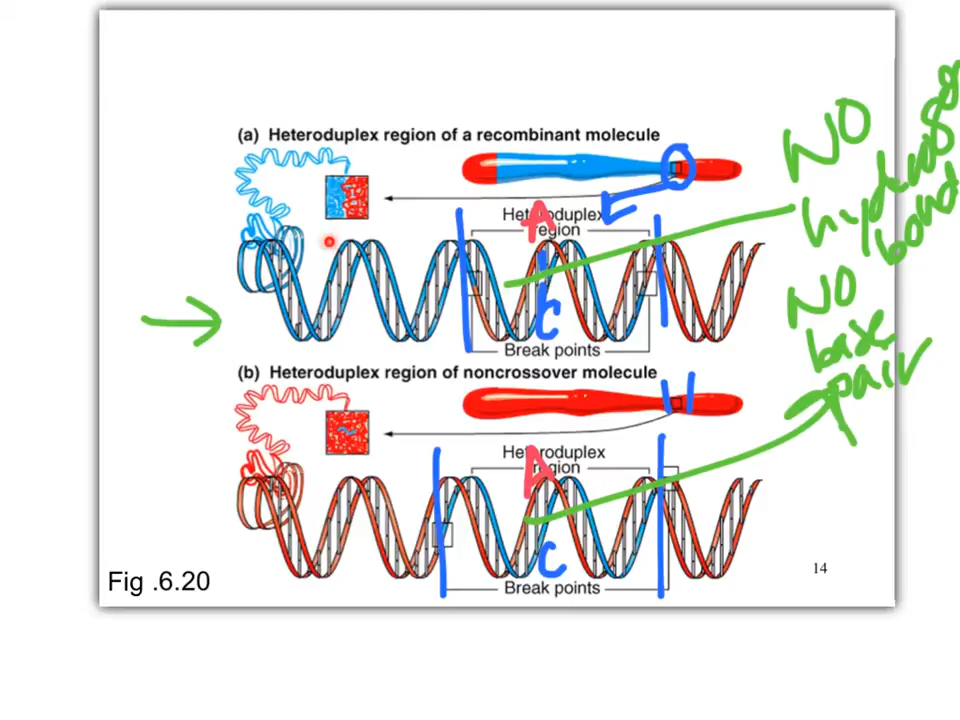 (a) Heteroduplex region of a recombinant molecule
Heteroduplex
region
A
C
Break points
NO
hydrogen
bond
(b) Heteroduplex region of noncrossover molecule
Heteroduplex
region
A
C
Break points
NO
base
pair
Fig .6.20
14